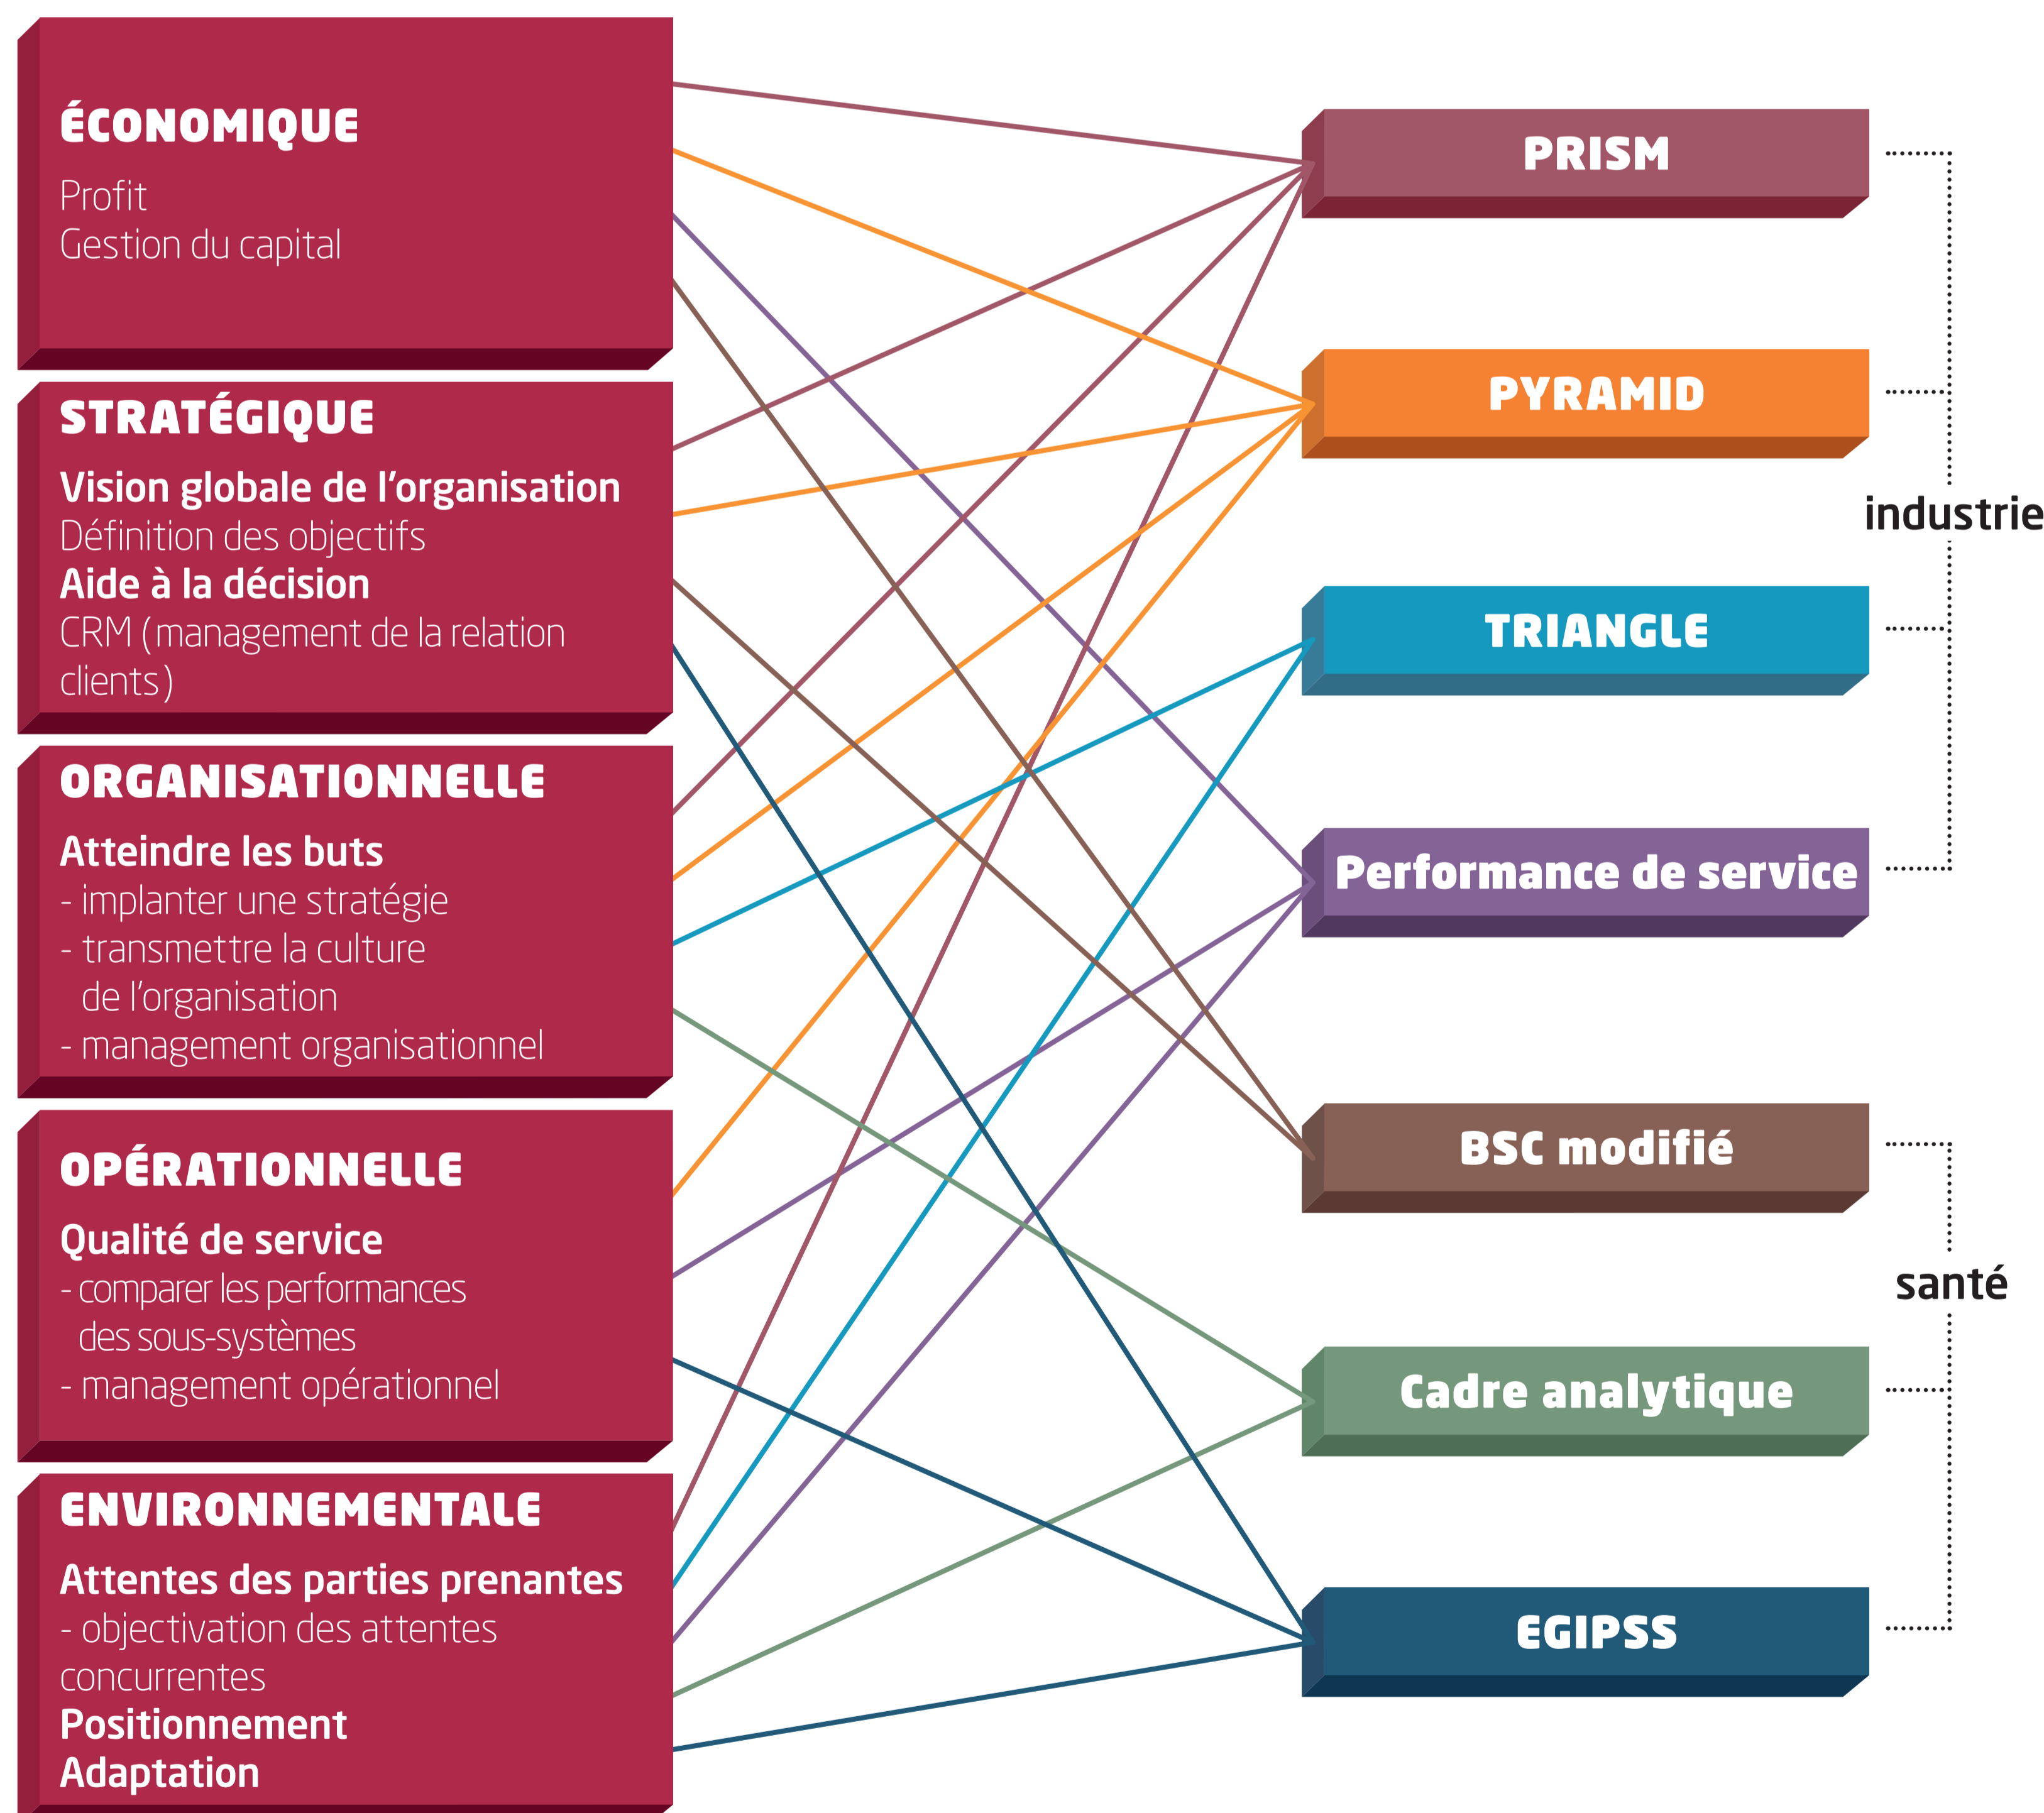 ÉCONOMIQUE
Profit
Gestion du capital
STRATÉGIQUE
Vision globale de l’organisation
Définition des objectifs
Aide à la décision
CRM (management de la relation
clients)
ORGANISATIONNELLE
Atteindre les buts
- implanter une stratégie
- transmettre la culture
de l’organisation
- management organisationnel
OPÉRATIONNELLE
Qualité de service
- comparer les performances
des sous-systèmes
- management opérationnel
ENVIRONNEMENTALE
Attentes des parties prenantes
- objectivation des attentes
concurrentes
Positionnement
Adaptation
PRISM
PYRAMID
TRIANGLE
Performance de service
BSC modifié
Cadre analytique
EGIPSS
industrie
santé